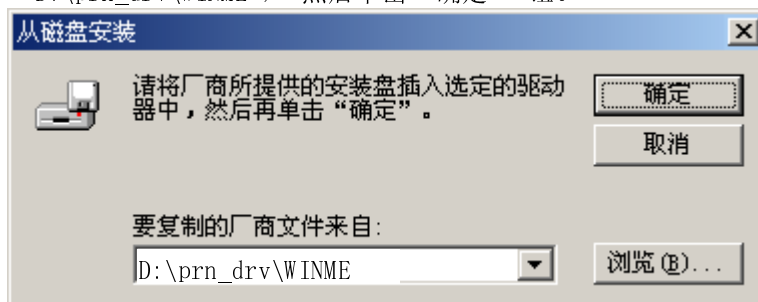 从磁盘安装
请将厂商所提供的安装盘插入选定的驱动
器中，然后再单击“确定”。
确定
取消
要复制的厂商文件来自:
D:\prn_drv\WINME
浏览(B)...